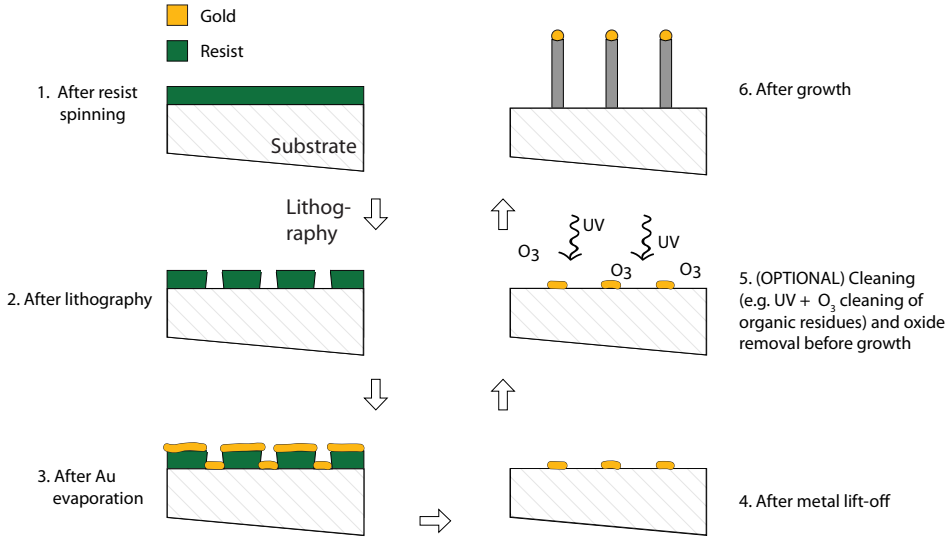 Gold
Resist
1. After resist
spinning
Substrate
Lithog-
raphy
2. After lithography
3. After Au
evaporation
4. After metal lift-off
5. (OPTIONAL) Cleaning
(e.g. UV + O₃ cleaning of
organic residues) and oxide
removal before growth
UV
UV
O₃
O₃
O₃
6. After growth